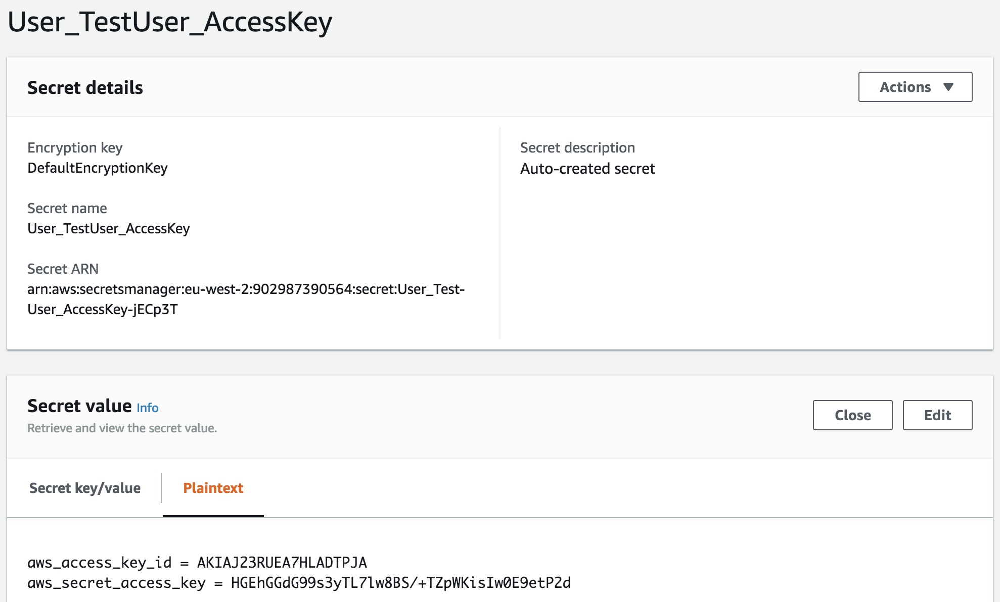 User_TestUser_AccessKey
Secret details
Actions
Encryption key
DefaultEncryptionKey
Secret name
User_TestUser_AccessKey
Secret ARN
arn:aws:secretsmanager:eu-west-2:902987390564:secret:User_Test-
User_AccessKey-jECp3T
Secret description
Auto-created secret
Secret value Info
Retrieve and view the secret value.
Close
Edit
Secret key/value
Plaintext
aws_access_key_id = AKIAJ23RUEA7HLADTPJA
aws_secret_access_key = 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